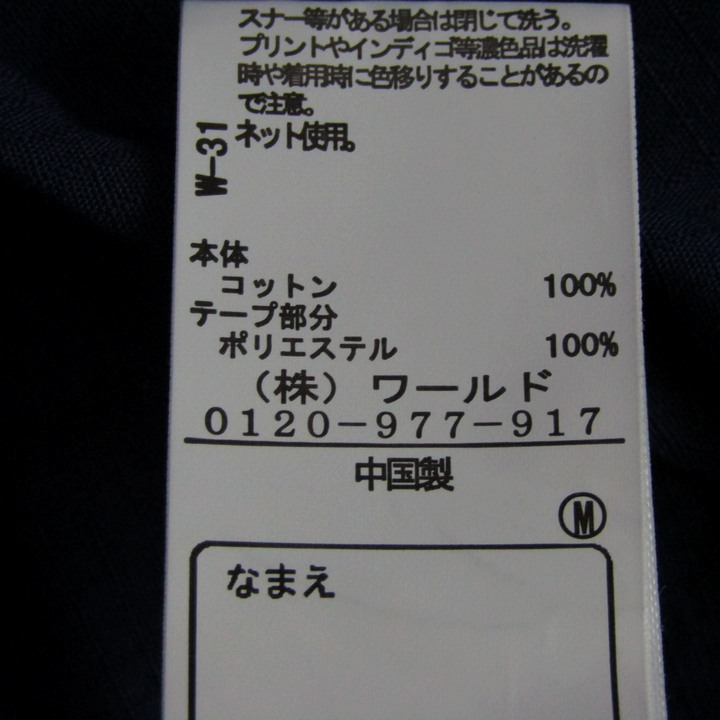 スナー等がある場合は閉じて洗う。
プリントやインディゴ等濃色品は洗濯
時や着用時に色移りすることがあるの
で注意。
ネット使用。
W-31
本体
コットン 100%
テープ部分
ポリエステル 100%
（株）ワールド
0120-977-917
中国製
M
なまえ